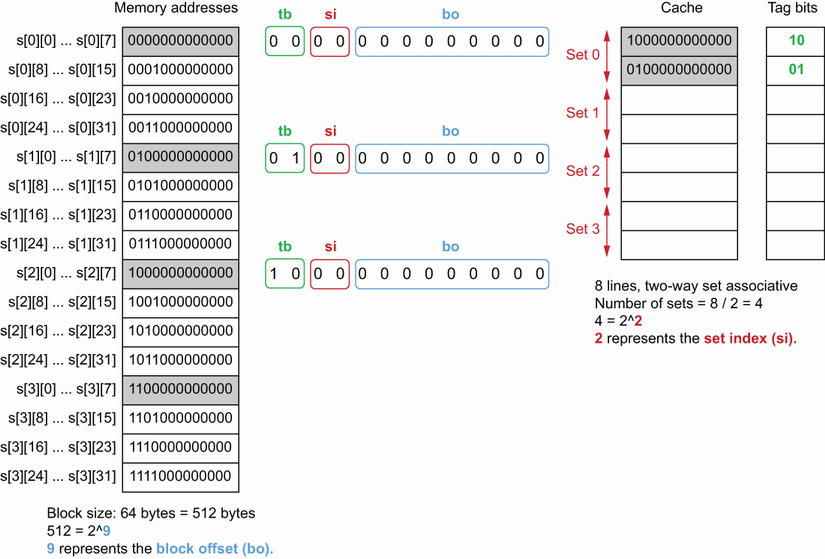 Memory addresses
s[0][0] ... s[0][7] 0000000000000
s[0][8] ... s[0][15] 0001000000000
s[0][16] ... s[0][23] 0010000000000
s[0][24] ... s[0][31] 0011000000000
s[1][0] ... s[1][7] 0100000000000
s[1][8] ... s[1][15] 0101000000000
s[1][16] ... s[1][23] 0110000000000
s[1][24] ... s[1][31] 0111000000000
s[2][0] ... s[2][7] 1000000000000
s[2][8] ... s[2][15] 1001000000000
s[2][16] ... s[2][23] 1010000000000
s[2][24] ... s[2][31] 1011000000000
s[3][0] ... s[3][7] 1100000000000
s[3][8] ... s[3][15] 1101000000000
s[3][16] ... s[3][23] 1110000000000
s[3][24] ... s[3][31] 1111000000000
Block size: 64 bytes = 512 bytes
512 = 2^9
9 represents the block offset (bo).
tb si bo
0 0 0 0 0 0 0 0 0 0 0 0 0
tb si bo
0 1 0 0 0 0 0 0 0 0 0 0 0
tb si bo
1 0 0 0 0 0 0 0 0 0 0 0 0
Cache Tag bits
Set 0
1000000000000 10
0100000000000 01
Set 1
Set 2
Set 3
8 lines, two-way set associative
Number of sets = 8 / 2 = 4
4 = 2^2
2 represents the set index (si).